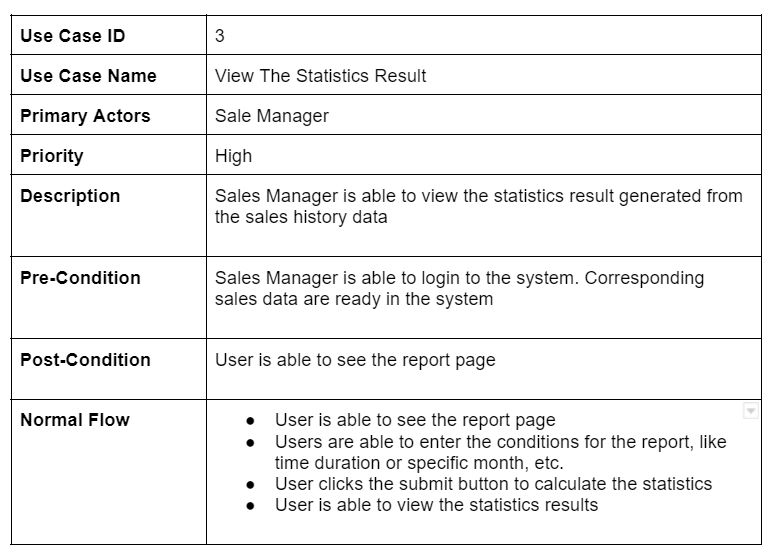 Use Case ID 3
Use Case Name View The Statistics Result
Primary Actors Sale Manager
Priority High
Description Sales Manager is able to view the statistics result generated from
the sales history data
Pre-Condition Sales Manager is able to login to the system. Corresponding
sales data are ready in the system
Post-Condition User is able to see the report page
Normal Flow ● User is able to see the report page
● Users are able to enter the conditions for the report, like
time duration or specific month, etc.
● User clicks the submit button to calculate the statistics
● User is able to view the statistics results